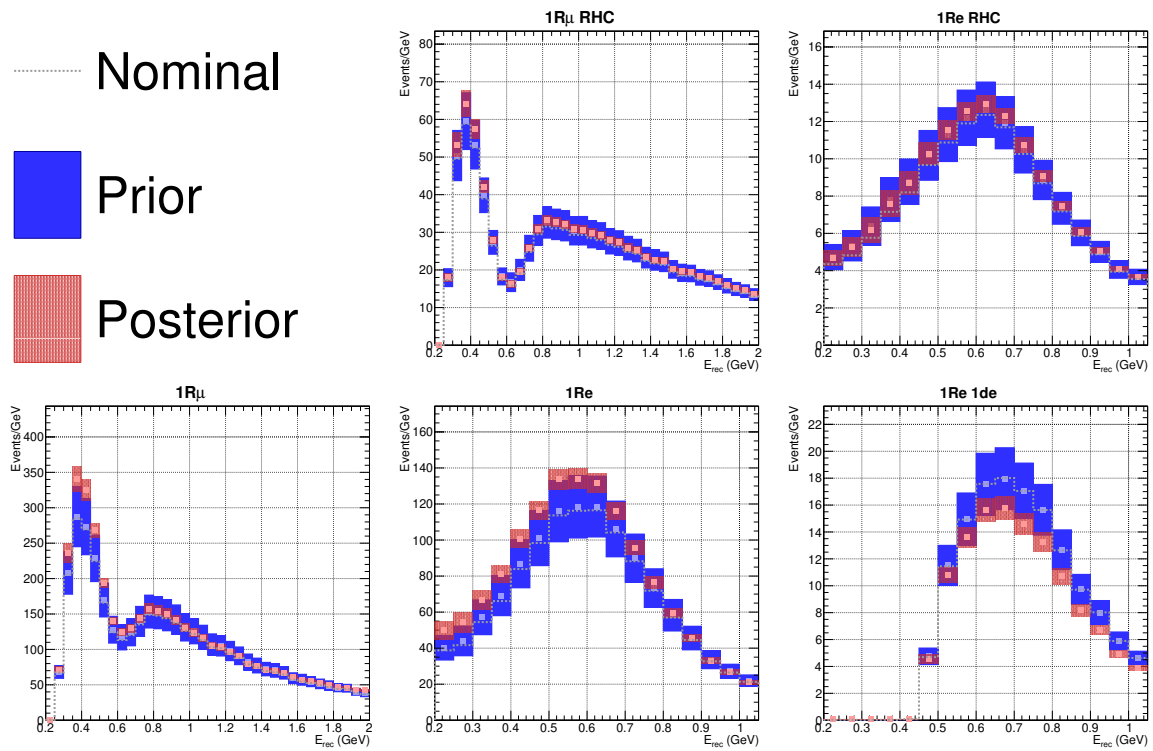 Nominal
Prior
Posterior
1Rμ RHC
Events/GeV
80
70
60
50
40
30
20
10
0
0.2 0.4 0.6 0.8 1 1.2 1.4 1.6 1.8 2
E_rec (GeV)
1Re RHC
Events/GeV
16
14
12
10
8
6
4
2
0
0.2 0.3 0.4 0.5 0.6 0.7 0.8 0.9 1
E_rec (GeV)
1Rμ
Events/GeV
400
350
300
250
200
150
100
50
0
0.2 0.4 0.6 0.8 1 1.2 1.4 1.6 1.8 2
E_rec (GeV)
1Re
Events/GeV
160
140
120
100
80
60
40
20
0
0.2 0.3 0.4 0.5 0.6 0.7 0.8 0.9 1
E_rec (GeV)
1Re 1de
Events/GeV
22
20
18
16
14
12
10
8
6
4
2
0
0.2 0.3 0.4 0.5 0.6 0.7 0.8 0.9 1
E_rec (GeV)